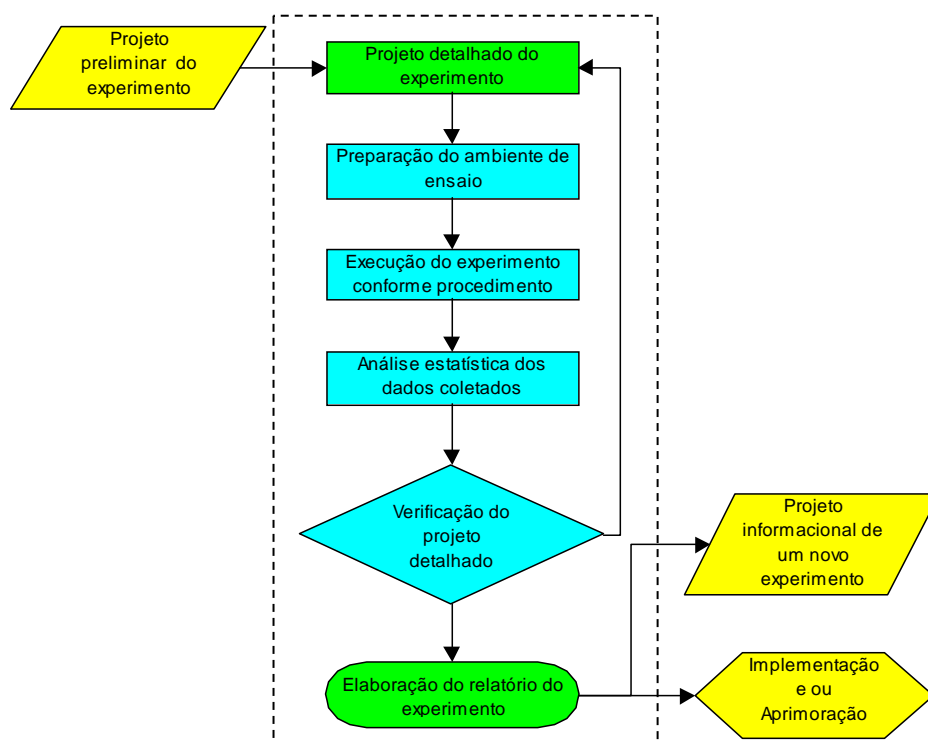 Projeto
preliminar do
experimento
Projeto detalhado do
experimento
Preparação do ambiente de
ensaio
Execução do experimento
conforme procedimento
Análise estatística dos
dados coletados
Verificação do
projeto
detalhado
Projeto
informacional de
um novo
experimento
Elaboração do relatório do
experimento
Implementação
e ou
Aprimoração